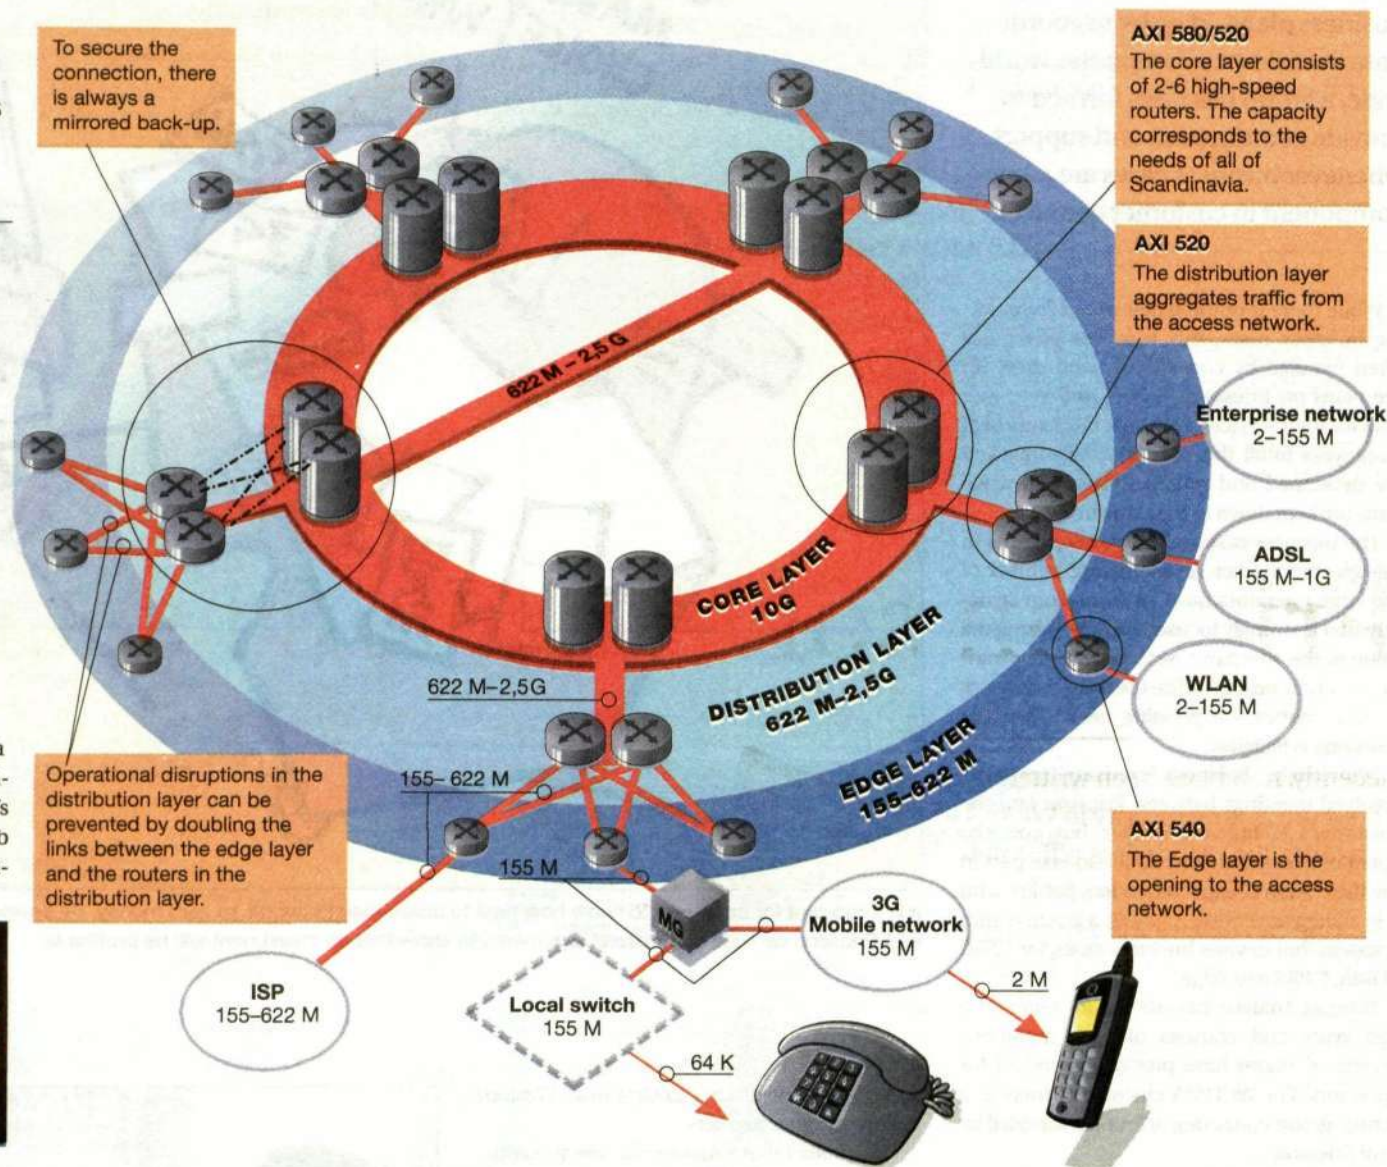 To secure the
connection, there
is always a
mirrored back-up.
AXI 580/520
The core layer consists
of 2-6 high-speed
routers. The capacity
corresponds to the
needs of all of
Scandinavia.
AXI 520
The distribution layer
aggregates traffic from
the access network.
622 M – 2,5 G
Enterprise network
2–155 M
ADSL
155 M–1G
WLAN
2–155 M
CORE LAYER
10G
DISTRIBUTION LAYER
622 M–2,5G
EDGE LAYER
155–622 M
622 M–2,5G
155– 622 M
155 M
Operational disruptions in the
distribution layer can be
prevented by doubling the
links between the edge layer
and the routers in the
distribution layer.
AXI 540
The Edge layer is the
opening to the access
network.
MG
3G
Mobile network
155 M
2 M
ISP
155–622 M
Local switch
155 M
64 K